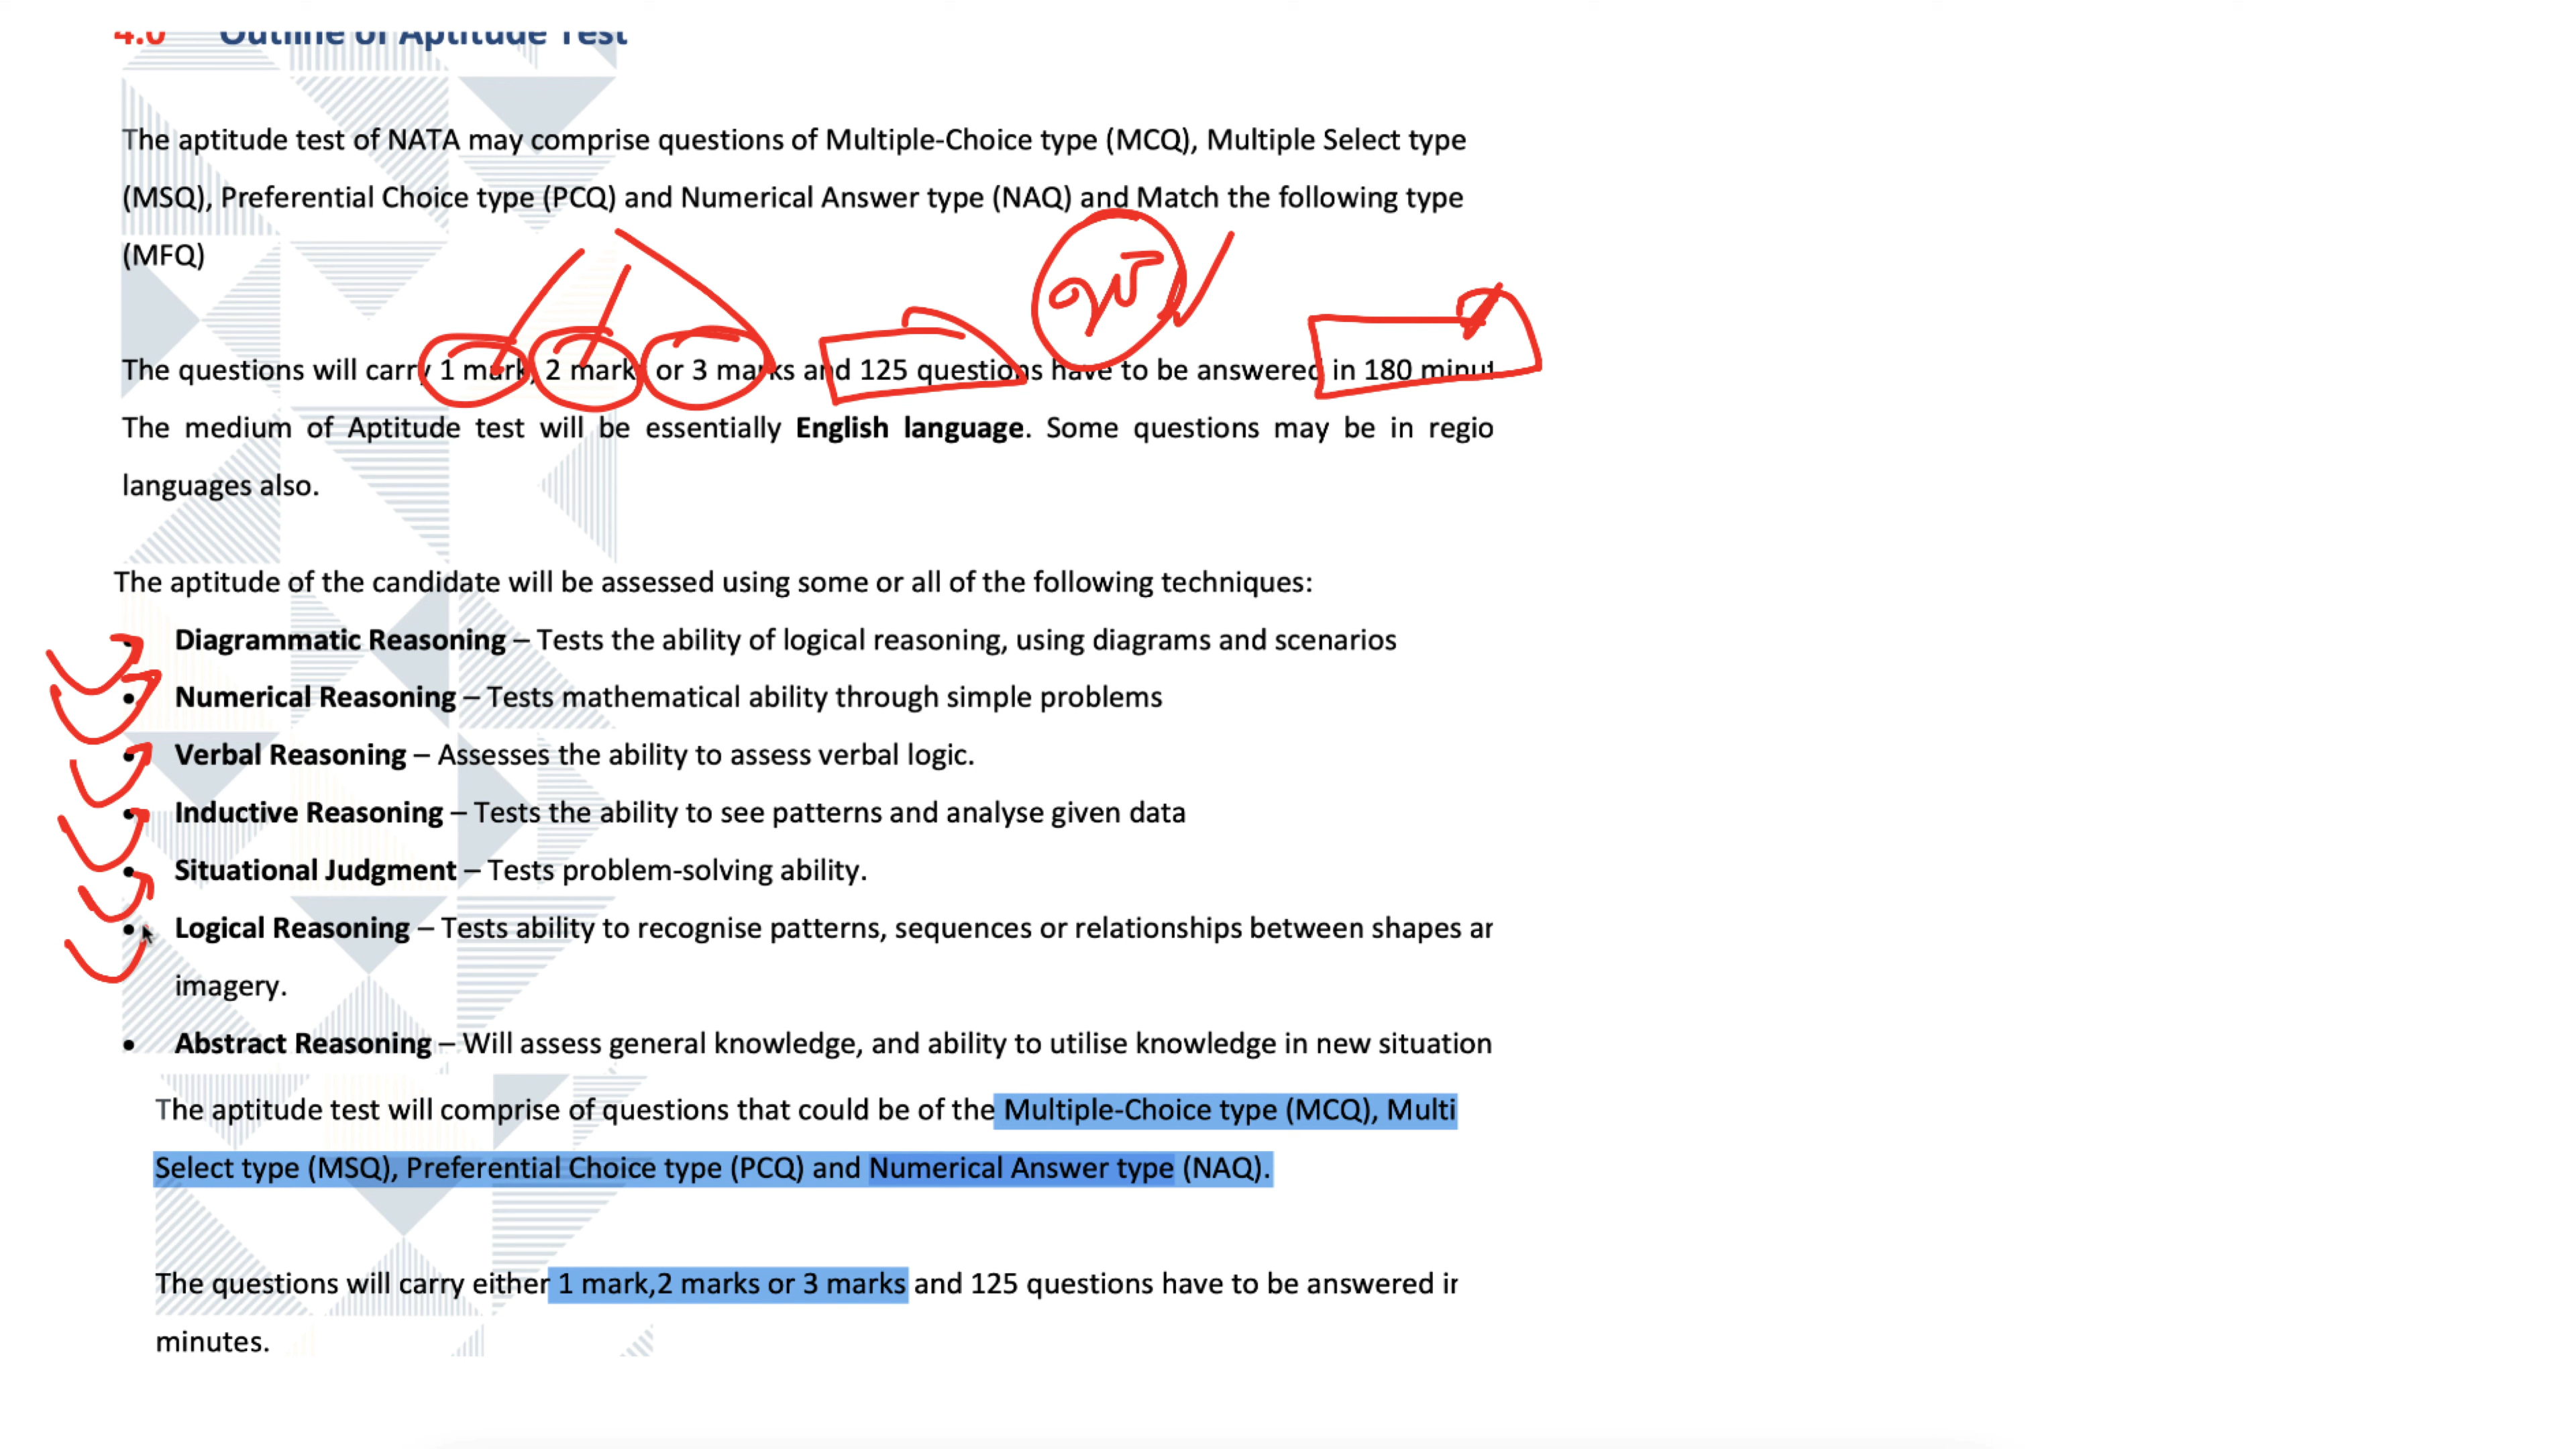 4.0 Outline of Aptitude Test
The aptitude test of NATA may comprise questions of Multiple-Choice type (MCQ), Multiple Select type
(MSQ), Preferential Choice type (PCQ) and Numerical Answer type (NAQ) and Match the following type
(MFQ)
The questions will carry 1 mark, 2 mark or 3 marks and 125 questions have to be answered in 180 minut
The medium of Aptitude test will be essentially English language. Some questions may be in regio
languages also.
The aptitude of the candidate will be assessed using some or all of the following techniques:
• Diagrammatic Reasoning – Tests the ability of logical reasoning, using diagrams and scenarios
• Numerical Reasoning – Tests mathematical ability through simple problems
• Verbal Reasoning – Assesses the ability to assess verbal logic.
• Inductive Reasoning – Tests the ability to see patterns and analyse given data
• Situational Judgment – Tests problem-solving ability.
• Logical Reasoning – Tests ability to recognise patterns, sequences or relationships between shapes an
imagery.
• Abstract Reasoning – Will assess general knowledge, and ability to utilise knowledge in new situation
The aptitude test will comprise of questions that could be of the Multiple-Choice type (MCQ), Multi
Select type (MSQ), Preferential Choice type (PCQ) and Numerical Answer type (NAQ).
The questions will carry either 1 mark,2 marks or 3 marks and 125 questions have to be answered in
minutes.